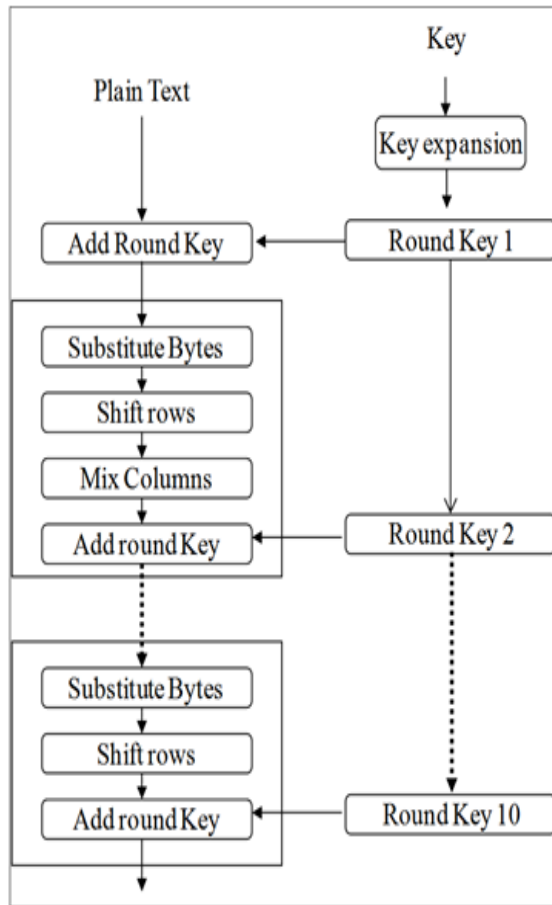 Key
Plain Text
Key expansion
Add Round Key
Round Key 1
Substitute Bytes
Shift rows
Mix Columns
Add round Key
Round Key 2
Substitute Bytes
Shift rows
Add round Key
Round Key 10